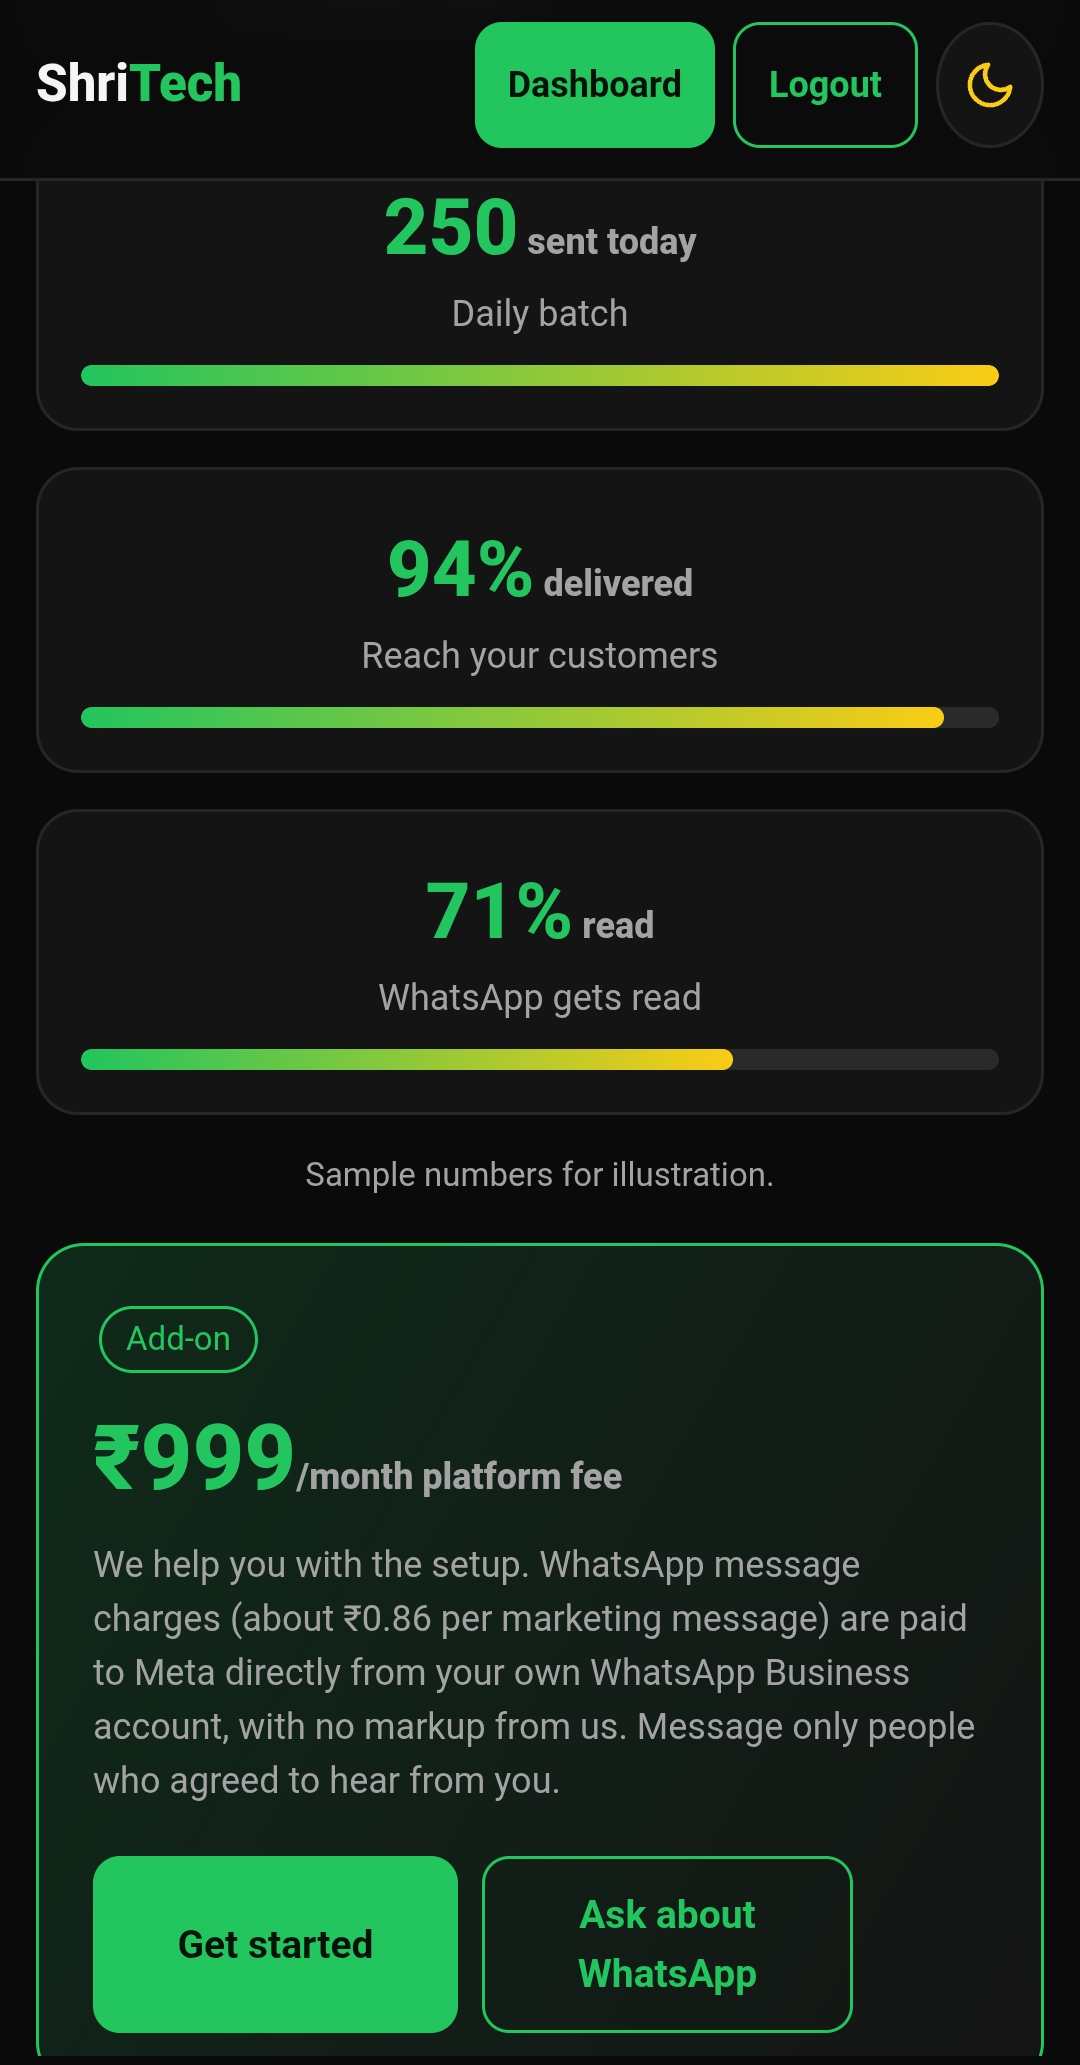 ShriTech
Dashboard
Logout
250 sent today
Daily batch
94% delivered
Reach your customers
71% read
WhatsApp gets read
Sample numbers for illustration.
Add-on
₹999/month platform fee
We help you with the setup. WhatsApp message
charges (about ₹0.86 per marketing message) are paid
to Meta directly from your own WhatsApp Business
account, with no markup from us. Message only people
who agreed to hear from you.
Get started
Ask about
WhatsApp